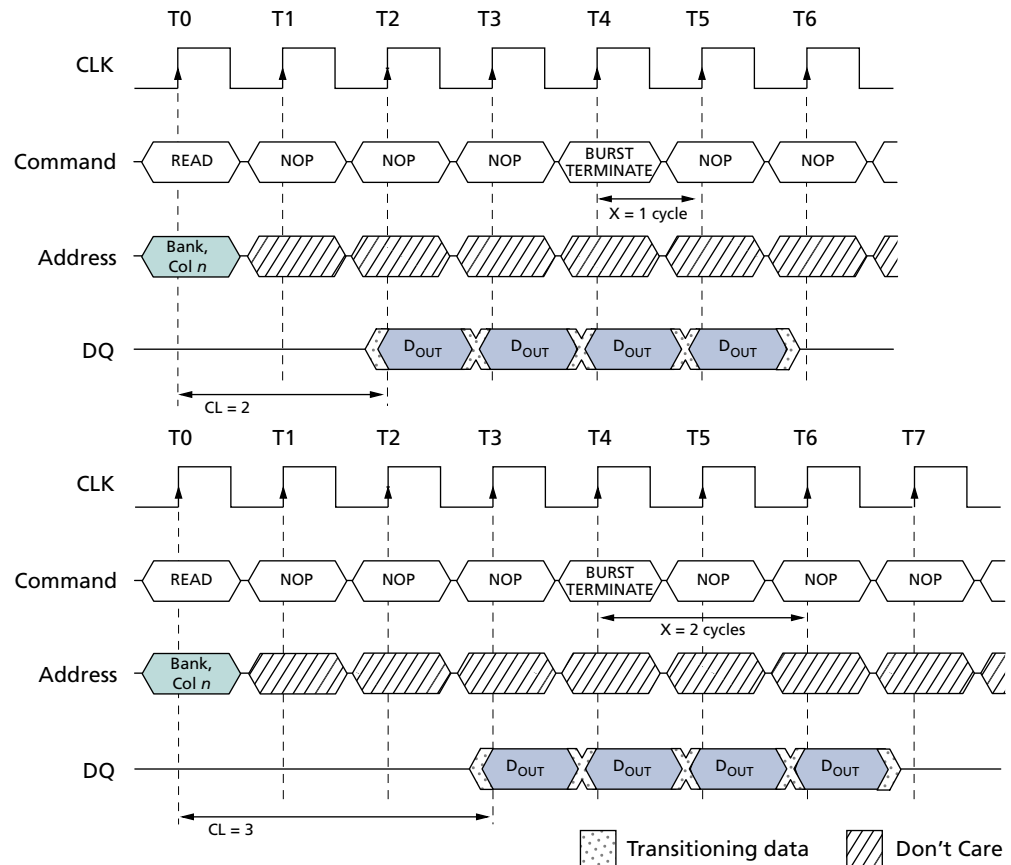 T0 T1 T2 T3 T4 T5 T6
CLK
Command READ NOP NOP NOP BURST TERMINATE NOP NOP
X = 1 cycle
Address Bank, Col n
DQ DOUT DOUT DOUT DOUT
CL = 2
T0 T1 T2 T3 T4 T5 T6 T7
CLK
Command READ NOP NOP NOP BURST TERMINATE NOP NOP NOP
X = 2 cycles
Address Bank, Col n
DQ DOUT DOUT DOUT DOUT
CL = 3
Transitioning data Don't Care